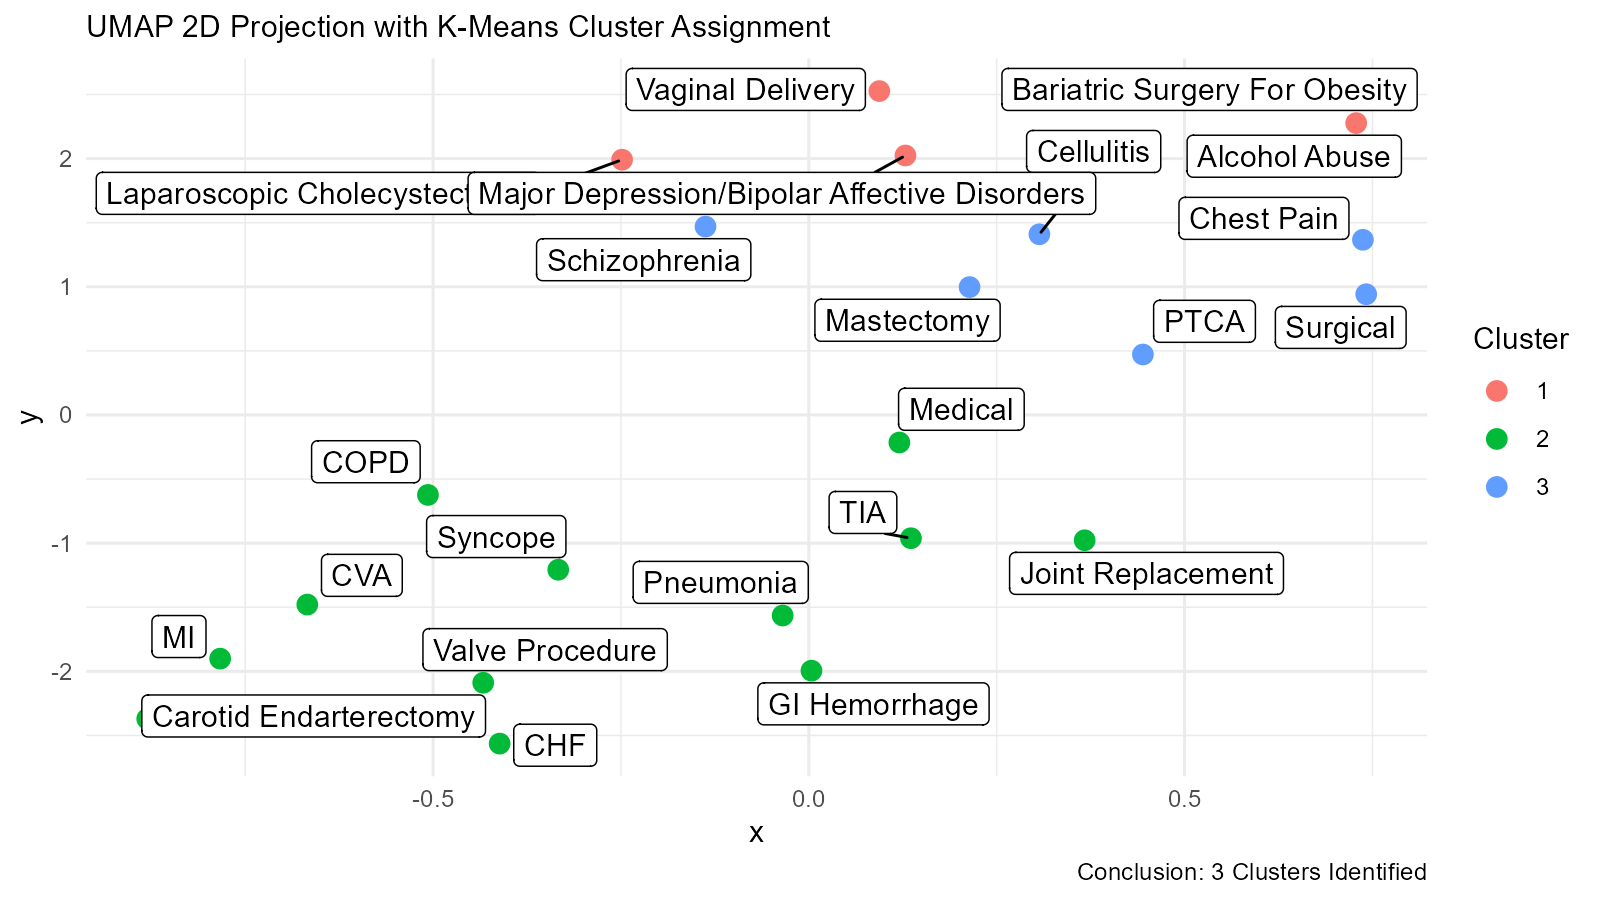 UMAP 2D Projection with K-Means Cluster Assignment
Vaginal Delivery
Bariatric Surgery For Obesity
Cellulitis
Alcohol Abuse
Laparoscopic
Major Depression/Bipolar Affective Disorders
Chest Pain
Schizophrenia
Mastectomy
PTCA
Surgical
Medical
COPD
TIA
Syncope
Joint Replacement
CVA
Pneumonia
MI
Valve Procedure
GI Hemorrhage
Carotid Endarterectomy
CHF
2
1
0
-1
-2
y
-0.5
0.0
0.5
x
Cluster
1
2
3
Conclusion: 3 Clusters Identified